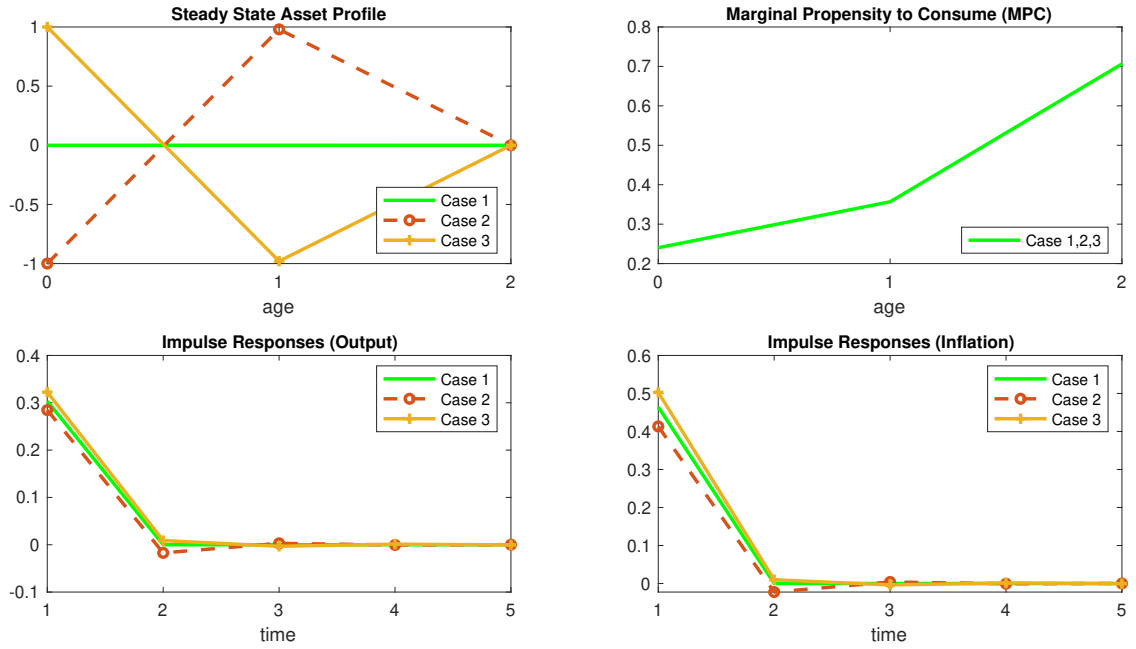 Steady State Asset Profile
1
0.5
0
-0.5
-1
0
1
2
age
Case 1
Case 2
Case 3
Marginal Propensity to Consume (MPC)
0.8
0.7
0.6
0.5
0.4
0.3
0.2
0
1
2
age
Case 1,2,3
Impulse Responses (Output)
0.4
0.3
0.2
0.1
0
-0.1
1
2
3
4
5
time
Case 1
Case 2
Case 3
Impulse Responses (Inflation)
0.6
0.5
0.4
0.3
0.2
0.1
0
1
2
3
4
5
time
Case 1
Case 2
Case 3